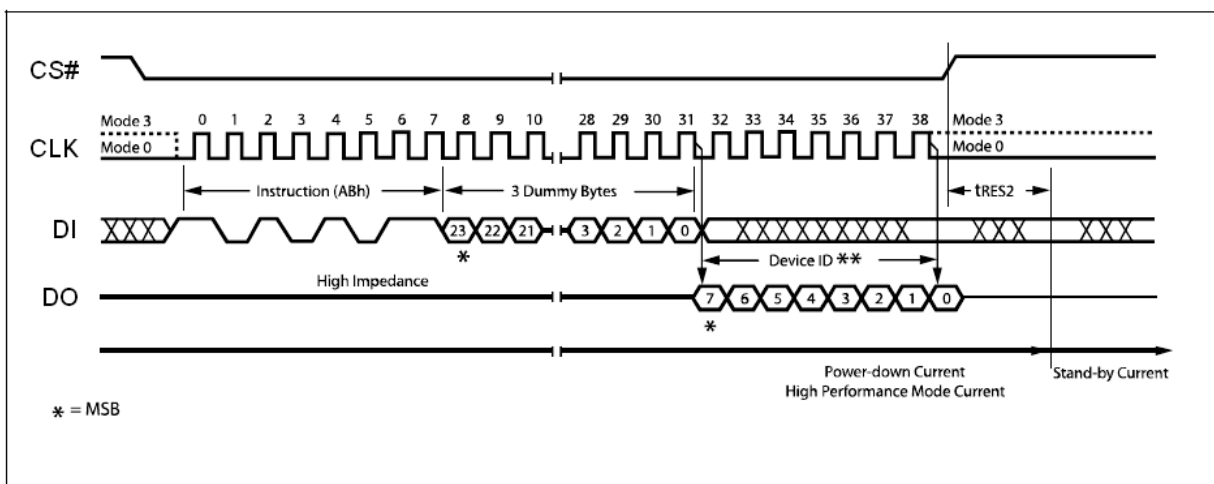 CS#
Mode 3 0 1 2 3 4 5 6 7 8 9 10 28 29 30 31 32 33 34 35 36 37 38 Mode 3
CLK Mode 0 Mode 0
Instruction (ABh) 3 Dummy Bytes tRES2
DI 23 22 21 3 2 1 0
* Device ID **
High Impedance
DO 7 6 5 4 3 2 1 0
*
Power-down Current Stand-by Current
High Performance Mode Current
* = MSB